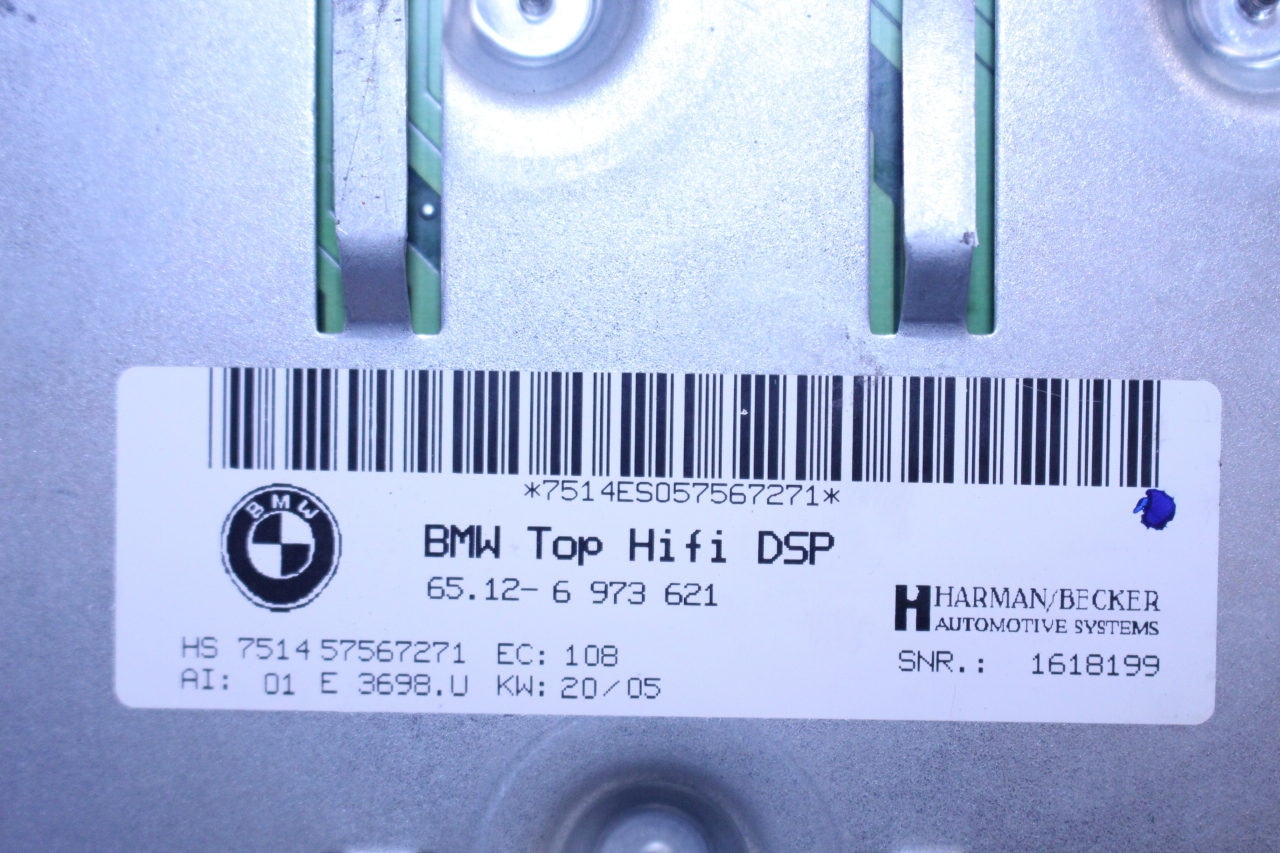 *7514ES057567271*
BMW
BMW Top Hifi DSP
65.12- 6 973 621
HARMAN/BECKER
AUTOMOTIVE SYSTEMS
HS 7514 57567271 EC: 108
SNR.: 1618199
AI: 01 E 3698.U KW: 20/05